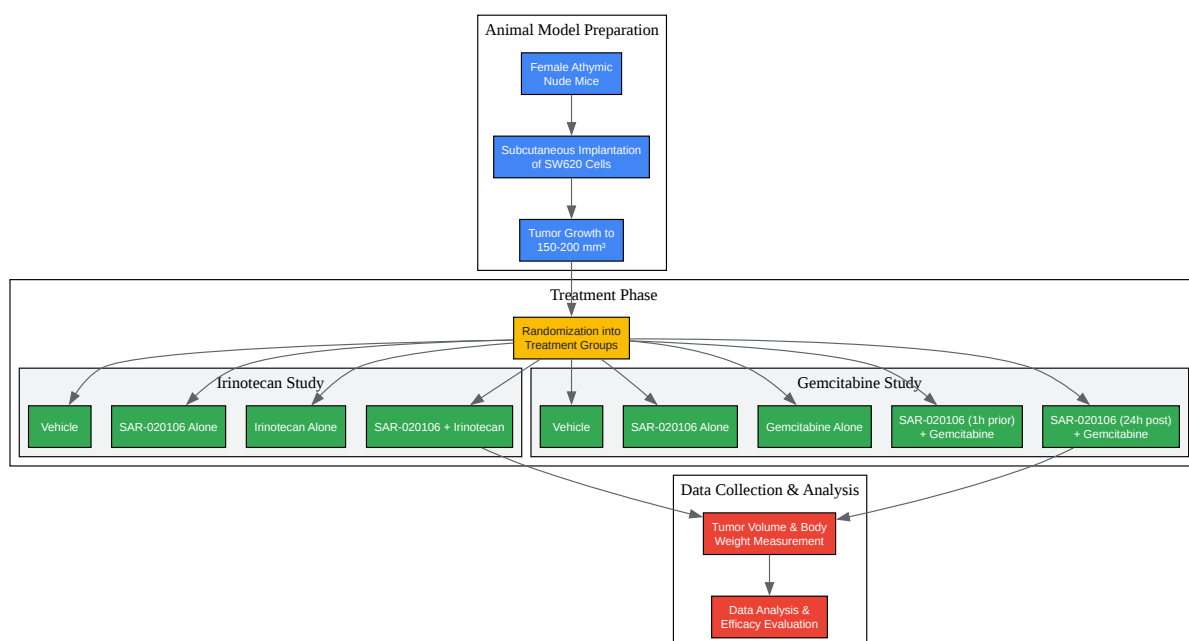 Animal Model Preparation
Female Athymic
Nude Mice
Subcutaneous Implantation
of SW620 Cells
Tumor Growth to
150-200 mm³
Treatment Phase
Randomization into
Treatment Groups
Irinotecan Study
Vehicle
SAR-020106 Alone
Irinotecan Alone
SAR-020106 + Irinotecan
Gemcitabine Study
Vehicle
SAR-020106 Alone
Gemcitabine Alone
SAR-020106 (1h prior)
+ Gemcitabine
SAR-020106 (24h post)
+ Gemcitabine
Data Collection & Analysis
Tumor Volume & Body
Weight Measurement
Data Analysis &
Efficacy Evaluation